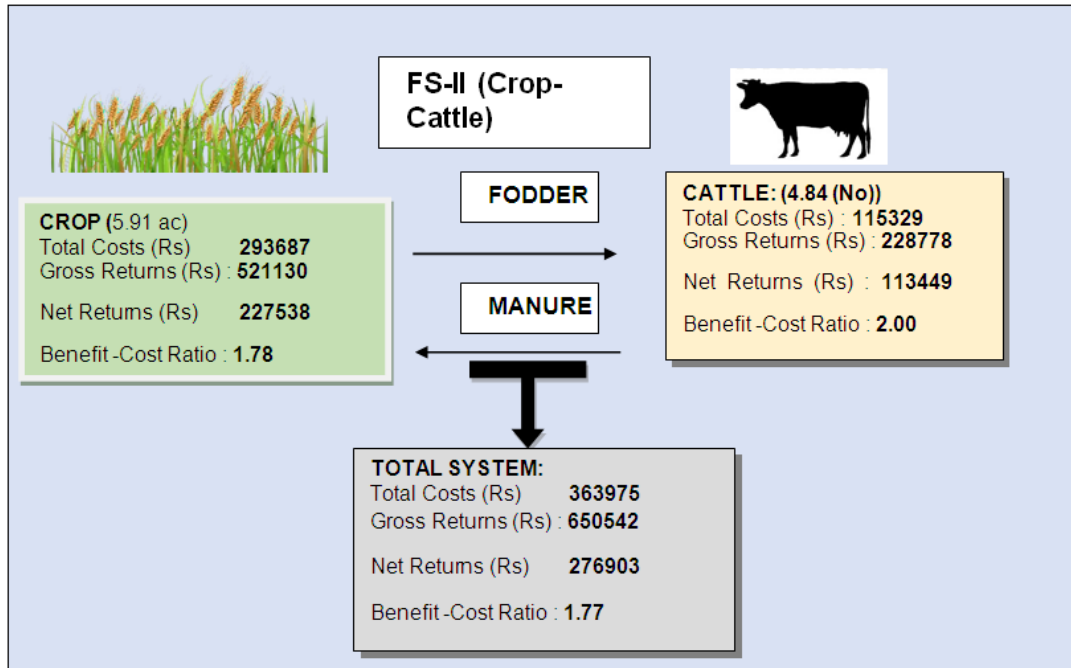 FS-II (Crop-
Cattle)
FODDER
MANURE
CROP (5.91 ac)
Total Costs (Rs) 293687
Gross Returns (Rs) : 521130
Net Returns (Rs) 227538
Benefit -Cost Ratio : 1.78
CATTLE: (4.84 (No))
Total Costs (Rs) : 115329
Gross Returns (Rs) : 228778
Net Returns (Rs) : 113449
Benefit -Cost Ratio : 2.00
TOTAL SYSTEM:
Total Costs (Rs) 363975
Gross Returns (Rs) : 650542
Net Returns (Rs) 276903
Benefit -Cost Ratio : 1.77